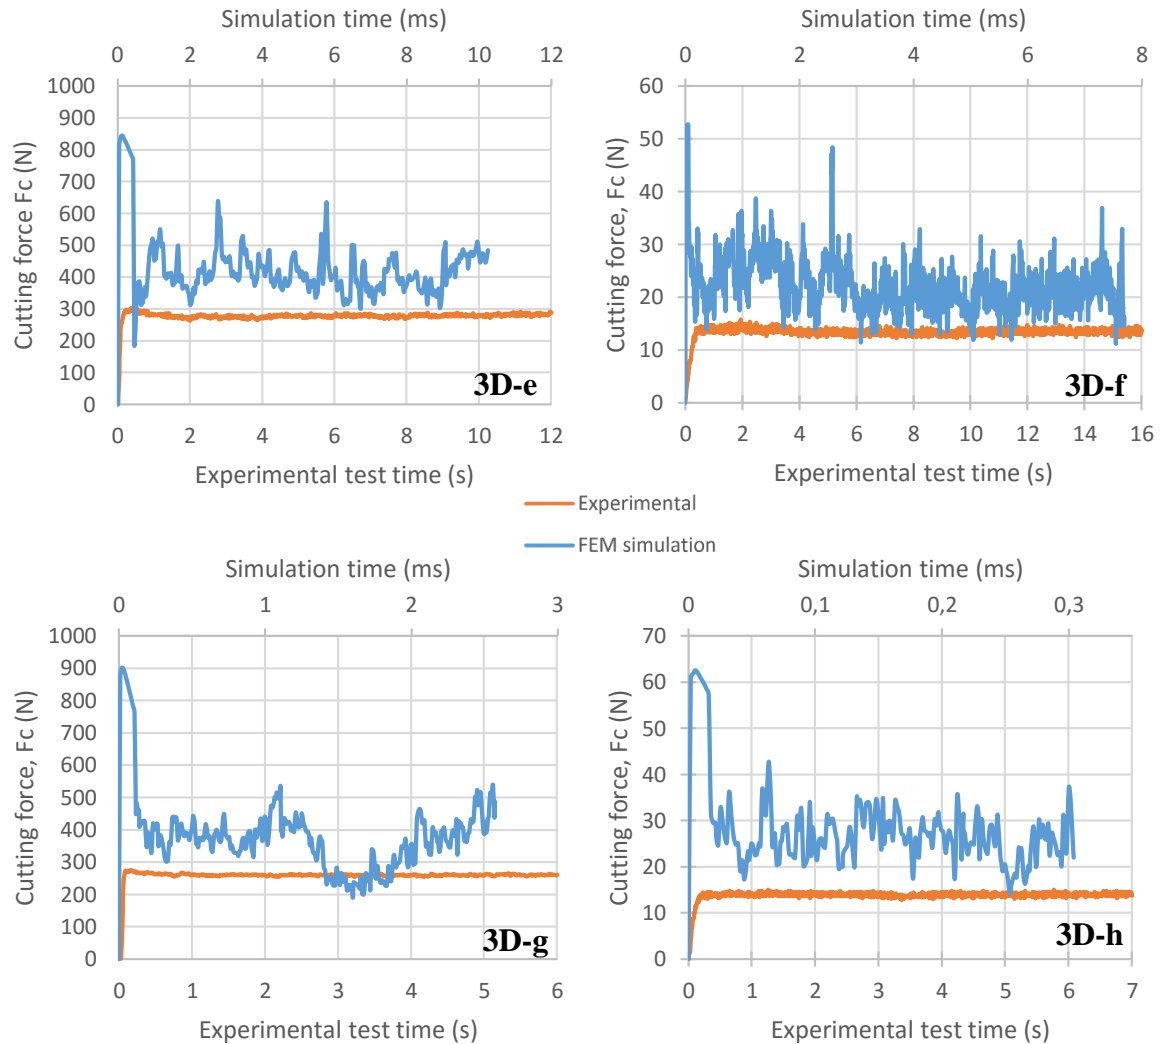 Simulation time (ms)
0 2 4 6 8 10 12
1000
900
800
700
600
500
400
300
200
100
0
Cutting force Fc (N)
3D-e
0 2 4 6 8 10 12
Experimental test time (s)
Simulation time (ms)
0 2 4 6 8
60
50
40
30
20
10
0
Cutting force, Fc (N)
3D-f
0 2 4 6 8 10 12 14 16
Experimental test time (s)
Experimental
FEM simulation
Simulation time (ms)
0 1 2 3
1000
900
800
700
600
500
400
300
200
100
0
Cutting force, Fc (N)
3D-g
0 1 2 3 4 5 6
Experimental test time (s)
Simulation time (ms)
0 0,1 0,2 0,3
70
60
50
40
30
20
10
0
Cutting force, Fc (N)
3D-h
0 1 2 3 4 5 6 7
Experimental test time (s)